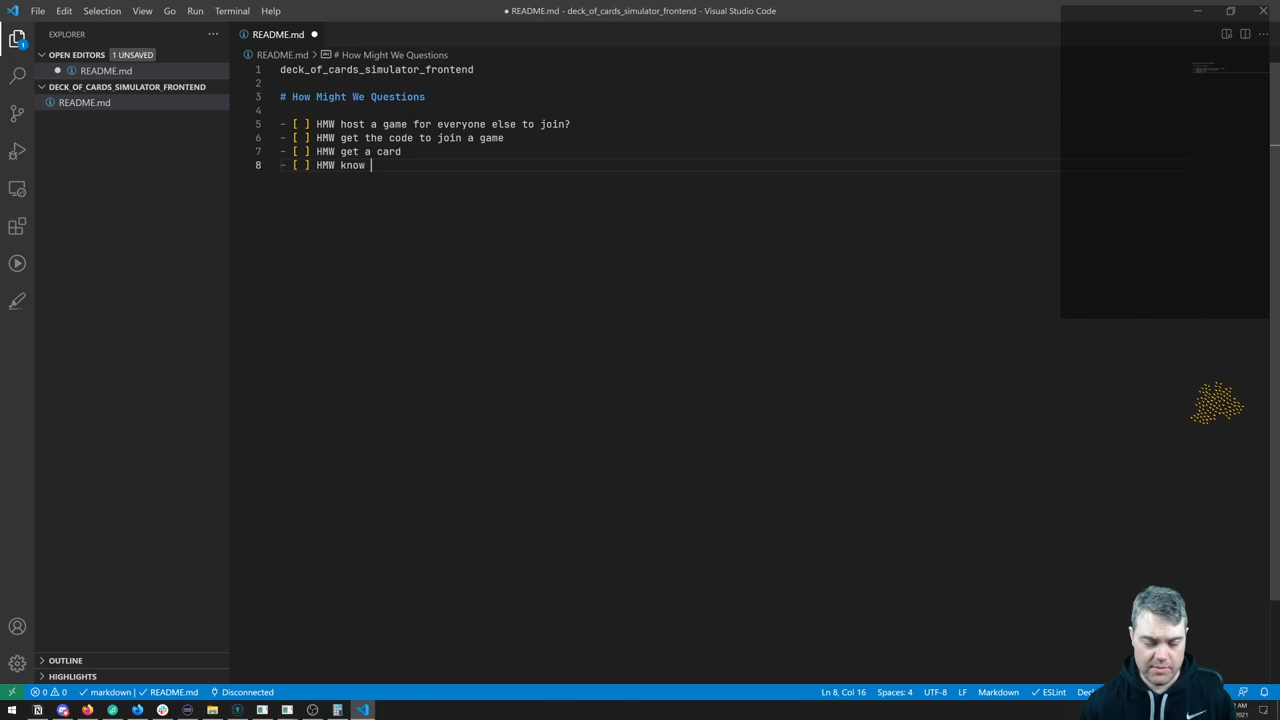 File Edit Selection View Go Run Terminal Help
● README.md - deck_of_cards_simulator_frontend - Visual Studio Code
EXPLORER
OPEN EDITORS 1 UNSAVED
README.md
DECK_OF_CARDS_SIMULATOR_FRONTEND
README.md
README.md
README.md > # How Might We Questions
1 deck_of_cards_simulator_frontend
2
3 # How Might We Questions
4
5 - [ ] HMW host a game for everyone else to join?
6 - [ ] HMW get the code to join a game
7 - [ ] HMW get a card
8 - [ ] HMW know
OUTLINE
HIGHLIGHTS
0 0 markdown | README.md Disconnected
Ln 8, Col 16 Spaces: 4 UTF-8 LF Markdown ESLint